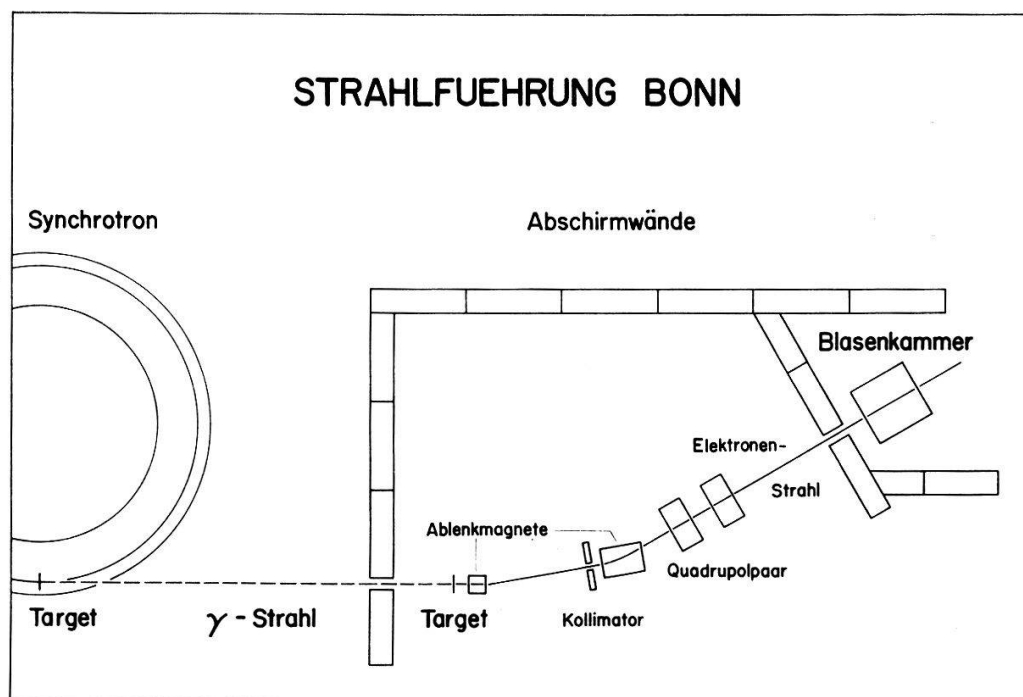 STRAHLFUEHRUNG BONN
Synchrotron
Abschirmwände
Blasenkammer
Elektronen-
Strahl
Ablenkmagnete
Quadrupolpaar
Target
γ - Strahl
Target
Kollimator